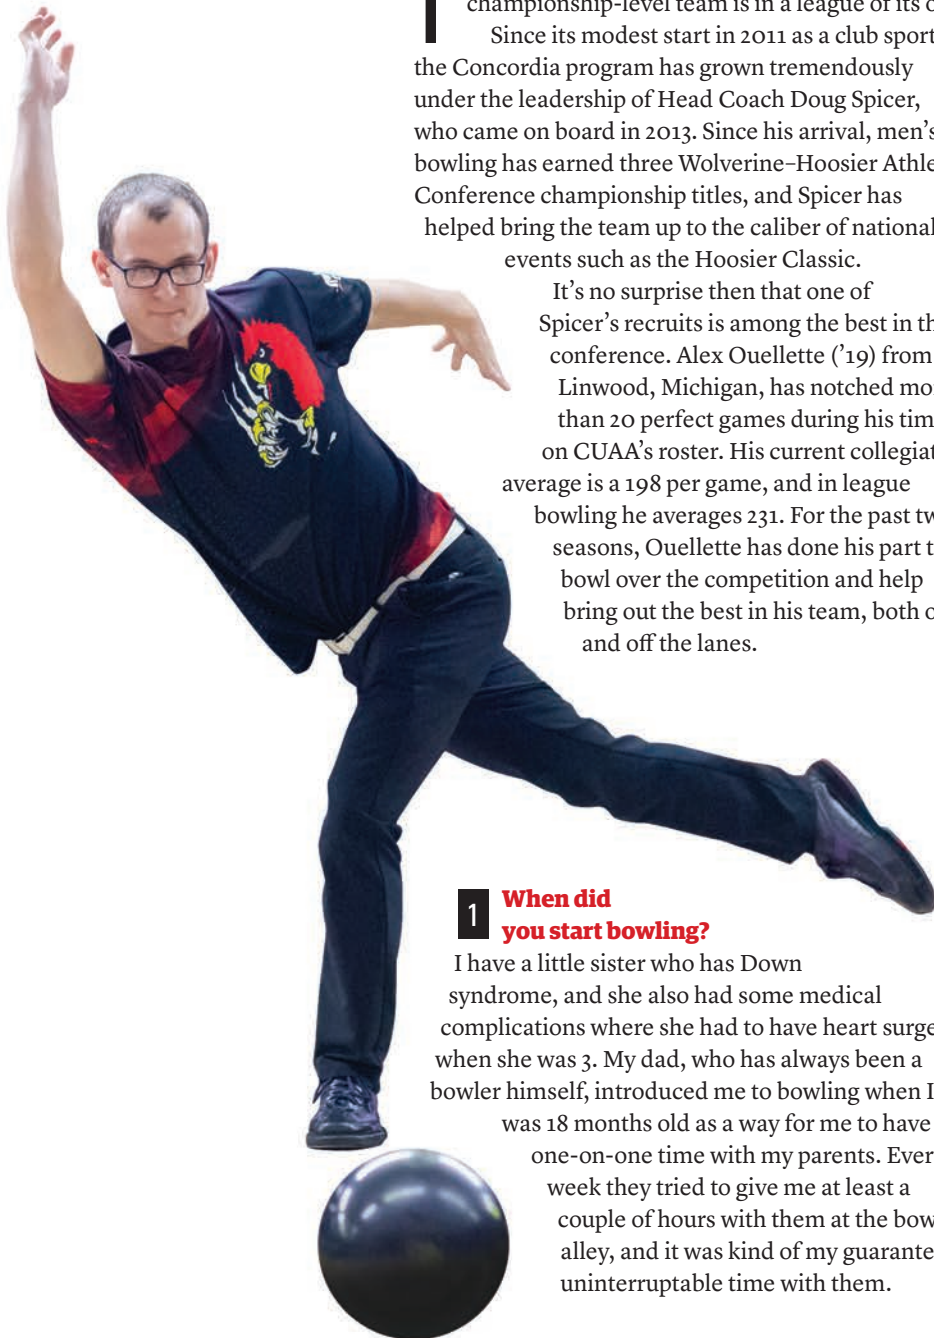 championship-level team is in a league of its o
Since its modest start in 2011 as a club sport
the Concordia program has grown tremendously
under the leadership of Head Coach Doug Spicer,
who came on board in 2013. Since his arrival, men's
bowling has earned three Wolverine–Hoosier Athle
Conference championship titles, and Spicer has
helped bring the team up to the caliber of national
events such as the Hoosier Classic.
It's no surprise then that one of
Spicer's recruits is among the best in th
conference. Alex Ouellette ('19) from
Linwood, Michigan, has notched mo
than 20 perfect games during his tim
on CUAA's roster. His current collegiat
average is a 198 per game, and in league
bowling he averages 231. For the past tw
seasons, Ouellette has done his part t
bowl over the competition and help
bring out the best in his team, both o
and off the lanes.
1 When did
you start bowling?
I have a little sister who has Down
syndrome, and she also had some medical
complications where she had to have heart surge
when she was 3. My dad, who has always been a
bowler himself, introduced me to bowling when I
was 18 months old as a way for me to have
one-on-one time with my parents. Ever
week they tried to give me at least a
couple of hours with them at the bow
alley, and it was kind of my guarante
uninterruptable time with them.